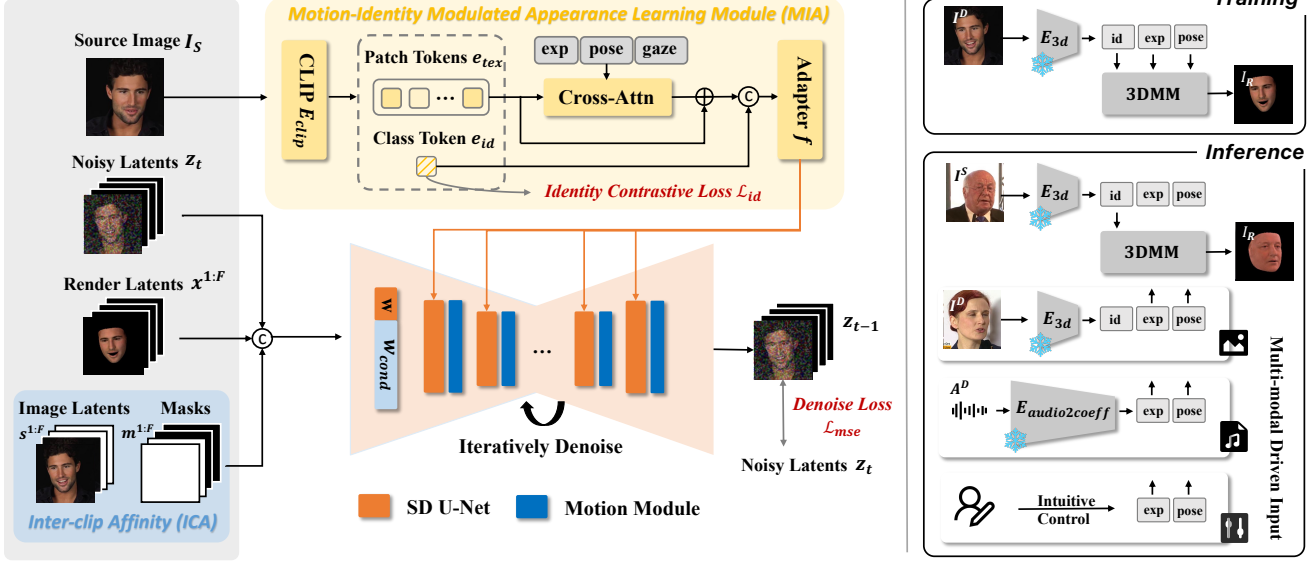 Motion-Identity Modulated Appearance Learning Module (MIA)
Source Image I_S
CLIP E_clip
Patch Tokens e_tex
...
Class Token e_id
exp pose gaze
Cross-Attn
C
Adapter f
Identity Contrastive Loss ℒ_id
Noisy Latents z_t
Render Latents x^{1:F}
C
Image Latents
s^{1:F}
Masks
m^{1:F}
Inter-clip Affinity (ICA)
w
W_cond
...
Iteratively Denoise
z_{t-1}
Denoise Loss
ℒ_mse
Noisy Latents z_t
SD U-Net
Motion Module
Training
I^D
E_3d
id exp pose
3DMM
I_R
Inference
I^S
E_3d
id exp pose
3DMM
I_R
I^D
E_3d
id exp pose
A^D
E_audio2coeff
exp pose
Intuitive
Control
exp pose
Multi-modal Driven Input